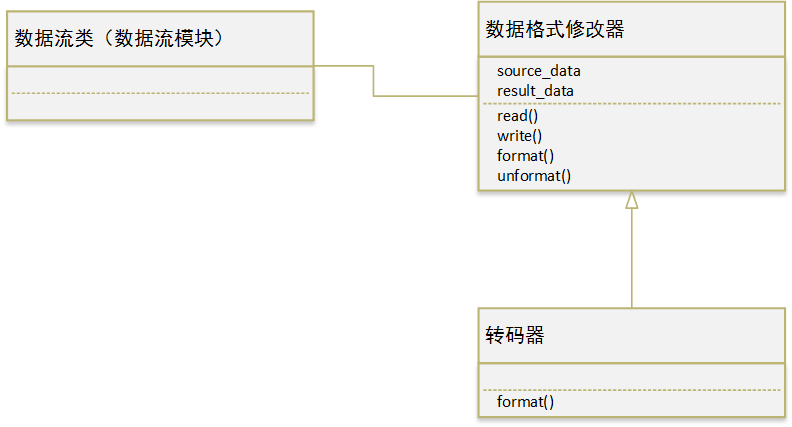 数据流类（数据流模块）
数据格式修改器
source_data
result_data
read()
write()
format()
unformat()
转码器
format()